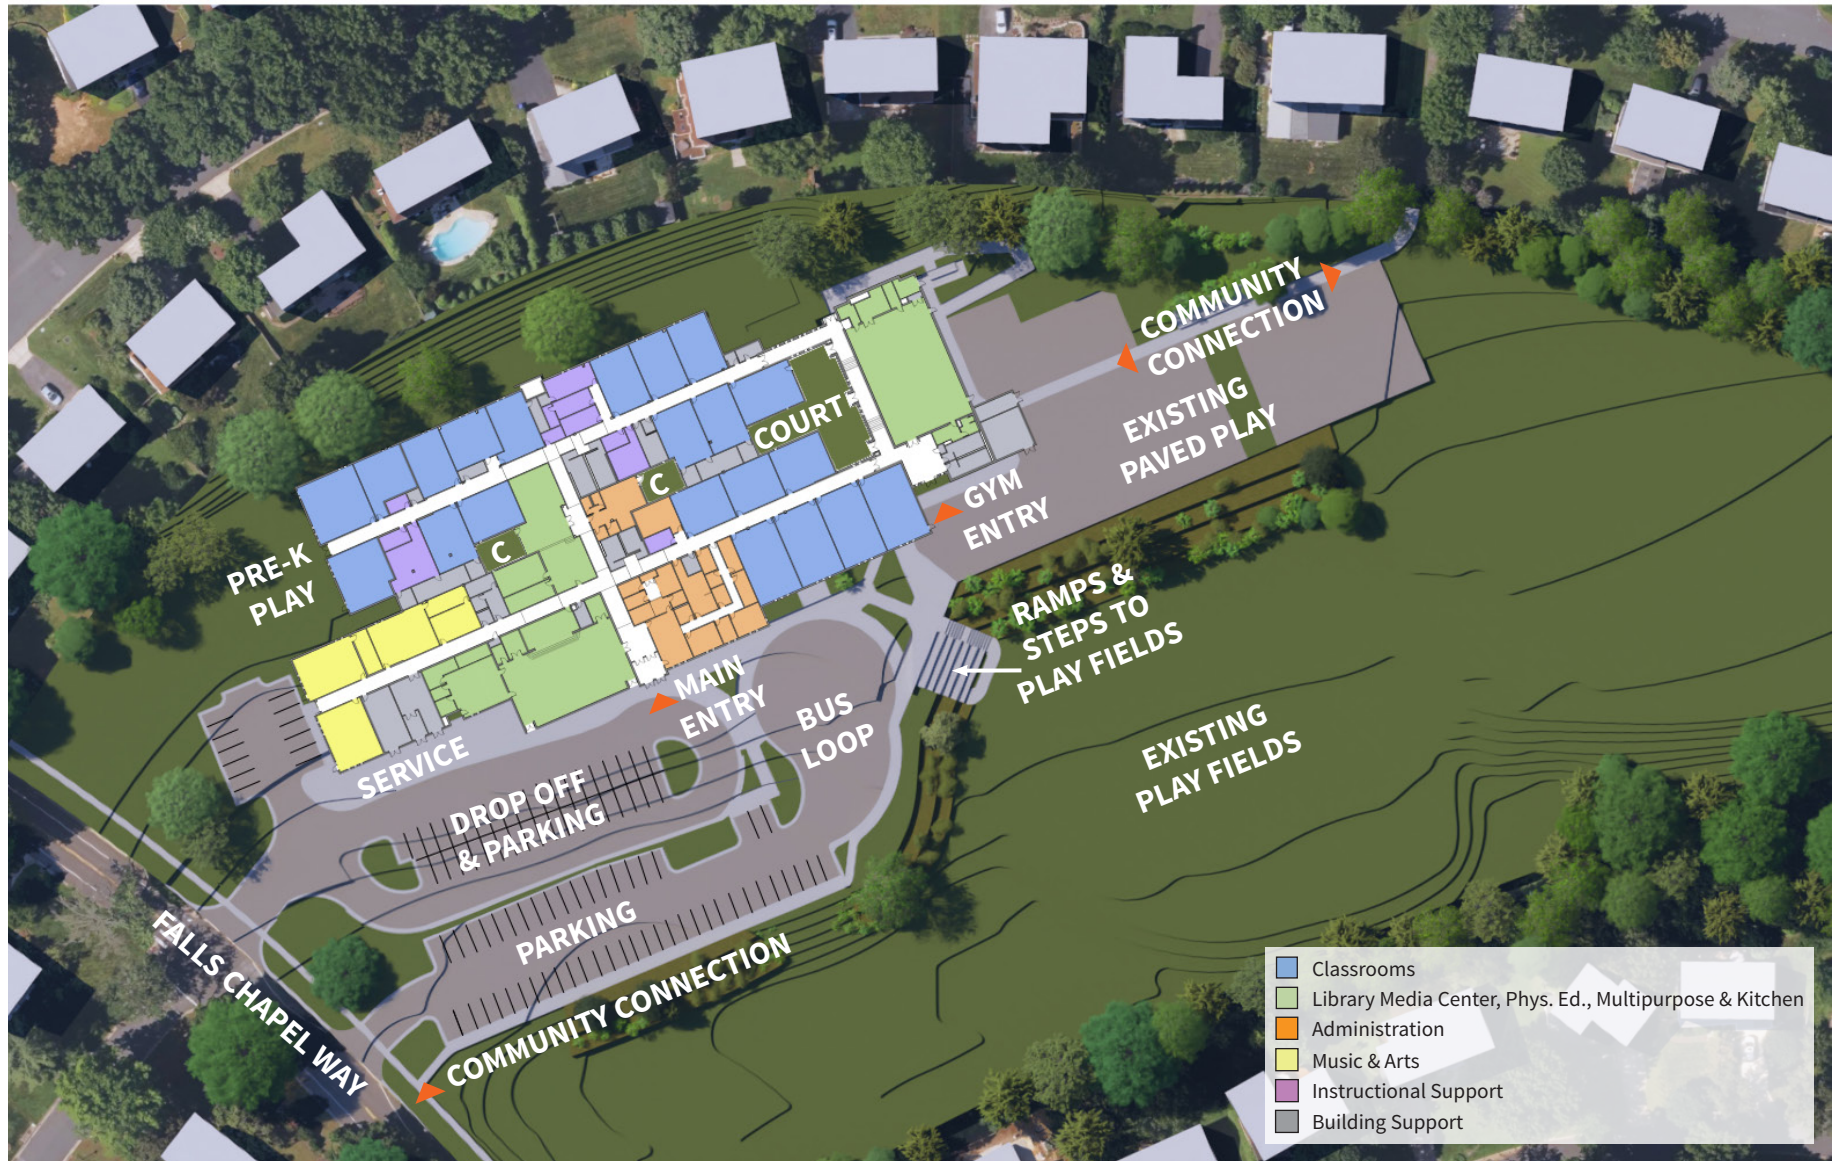 COMMUNITY
CONNECTION
COURT
EXISTING
PAVED PLAY
C
GYM
ENTRY
C
PRE-K
PLAY
RAMPS &
STEPS TO
PLAY FIELDS
MAIN
ENTRY
BUS
LOOP
EXISTING
PLAY FIELDS
SERVICE
DROP OFF
& PARKING
PARKING
FALLS CHAPEL WAY
COMMUNITY CONNECTION
Classrooms
Library Media Center, Phys. Ed., Multipurpose & Kitchen
Administration
Music & Arts
Instructional Support
Building Support